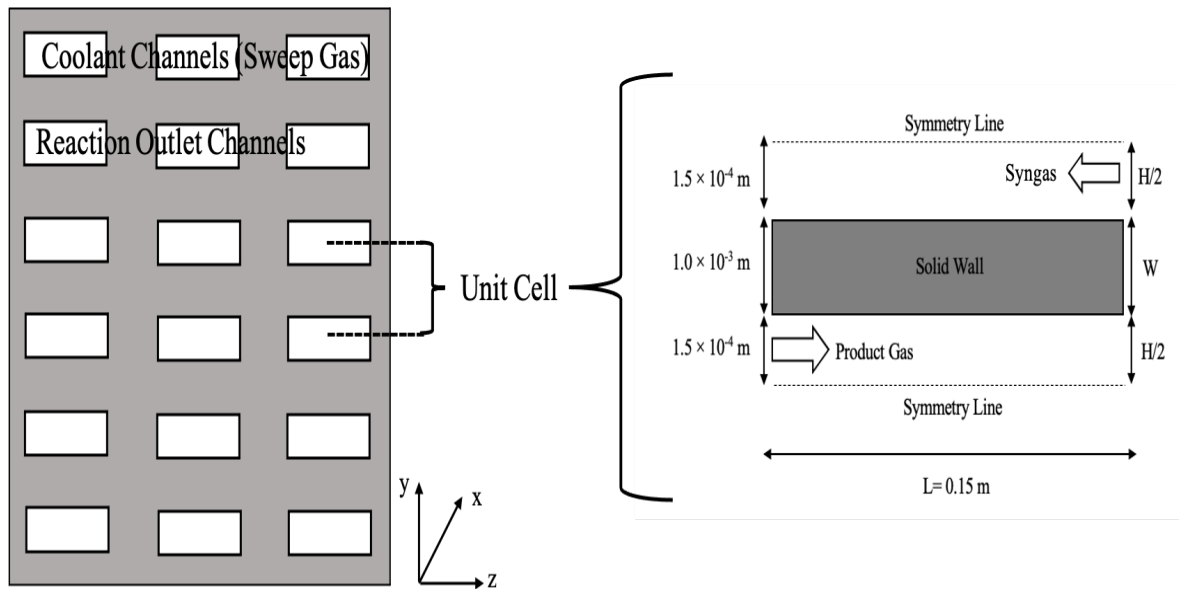 Coolant Channels (Sweep Gas)
Reaction Outlet Channels
Unit Cell
y
x
z
Symmetry Line
1.5 × 10⁻⁴ m
Syngas
H/2
1.0 × 10⁻³ m
Solid Wall
W
1.5 × 10⁻⁴ m
Product Gas
H/2
Symmetry Line
L= 0.15 m